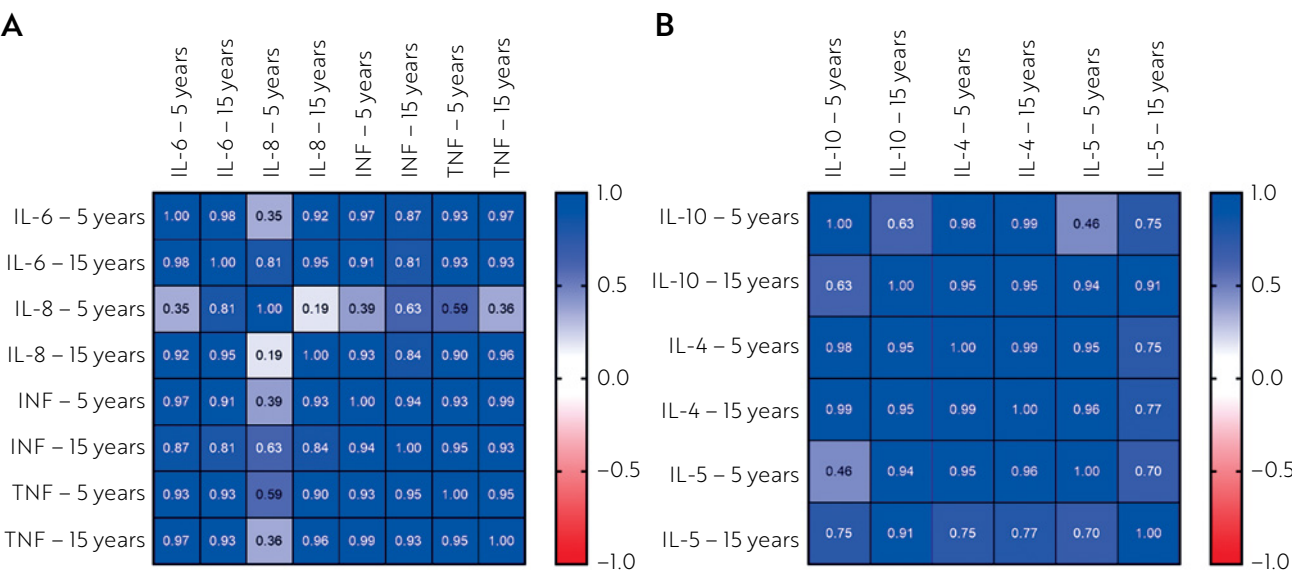 A
IL-6 – 5 years
IL-6 – 15 years
IL-8 – 5 years
IL-8 – 15 years
INF – 5 years
INF – 15 years
TNF – 5 years
TNF – 15 years
IL-6 – 5 years 1.00 0.98 0.35 0.92 0.97 0.87 0.93 0.97
IL-6 – 15 years 0.98 1.00 0.81 0.95 0.91 0.81 0.93 0.93
IL-8 – 5 years 0.35 0.81 1.00 0.19 0.39 0.63 0.59 0.36
IL-8 – 15 years 0.92 0.95 0.19 1.00 0.93 0.84 0.90 0.96
INF – 5 years 0.97 0.91 0.39 0.93 1.00 0.94 0.93 0.99
INF – 15 years 0.87 0.81 0.63 0.84 0.94 1.00 0.95 0.93
TNF – 5 years 0.93 0.93 0.59 0.90 0.93 0.95 1.00 0.95
TNF – 15 years 0.97 0.93 0.36 0.96 0.99 0.93 0.95 1.00
1.0
0.5
0.0
−0.5
−1.0
B
IL-10 – 5 years
IL-10 – 15 years
IL-4 – 5 years
IL-4 – 15 years
IL-5 – 5 years
IL-5 – 15 years
IL-10 – 5 years 1.00 0.63 0.98 0.99 0.46 0.75
IL-10 – 15 years 0.63 1.00 0.95 0.95 0.94 0.91
IL-4 – 5 years 0.98 0.95 1.00 0.99 0.95 0.75
IL-4 – 15 years 0.99 0.95 0.99 1.00 0.96 0.77
IL-5 – 5 years 0.46 0.94 0.95 0.96 1.00 0.70
IL-5 – 15 years 0.75 0.91 0.75 0.77 0.70 1.00
1.0
0.5
0.0
−0.5
−1.0